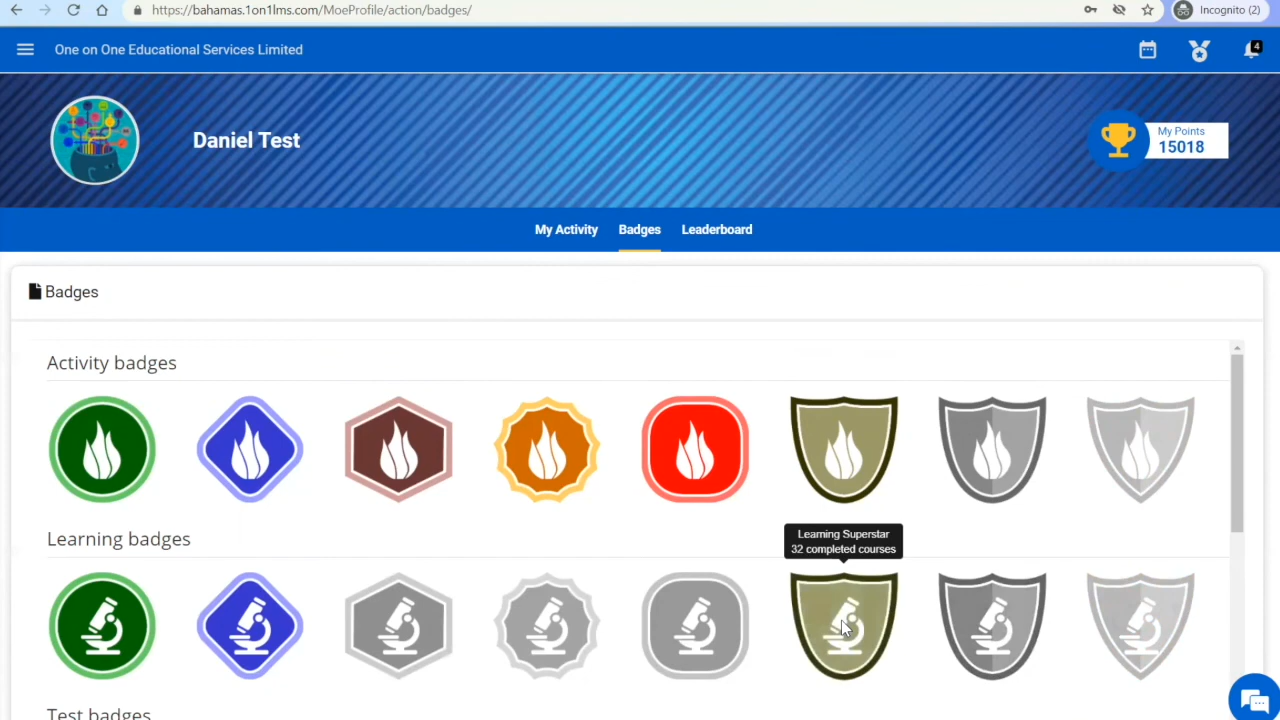 https://bahamas.1on1lms.com/MoeProfile/action/badges/
Incognito (2)
One on One Educational Services Limited
4
Daniel Test
My Points
15018
My Activity
Badges
Leaderboard
Badges
Activity badges
Learning badges
Learning Superstar
32 completed courses
Test badges